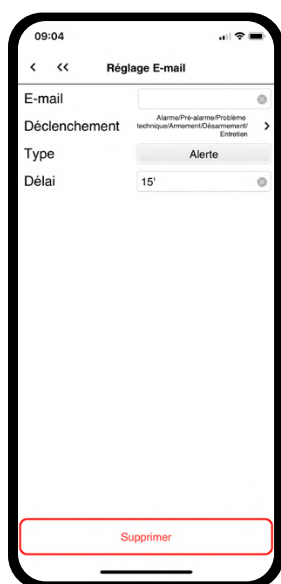 09:04
< << Réglage E-mail
E-mail
Déclenchement
Alarme/Pré-alarme/Problème
technique/Armement/Désarmement/
Entretien
>
Type Alerte
Délai 15'
Supprimer